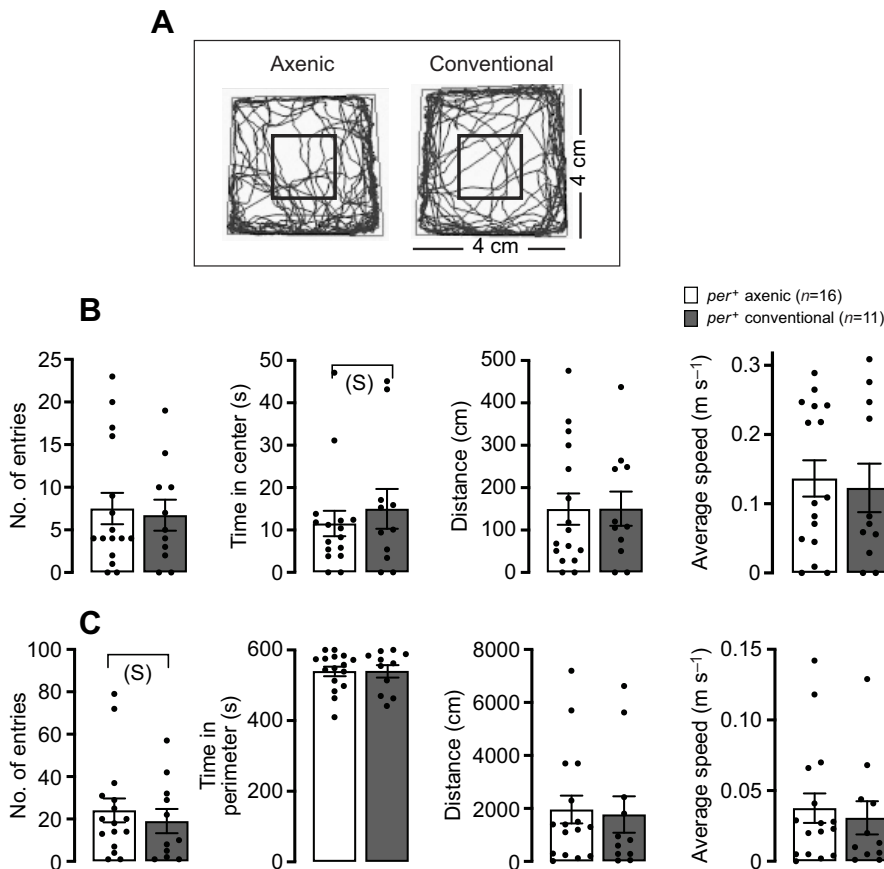 A
Axenic
Conventional
4 cm
4 cm
per+ axenic (n=16)
per+ conventional (n=11)
B
No. of entries
25
20
15
10
5
0
Time in center (s)
50
40
30
20
10
0
(S)
Distance (cm)
500
400
300
200
100
0
Average speed (m s−1)
0.3
0.2
0.1
0
C
No. of entries
100
80
60
40
20
0
(S)
Time in
perimeter (s)
600
400
200
0
Distance (cm)
8000
6000
4000
2000
0
Average speed (m s−1)
0.15
0.10
0.05
0